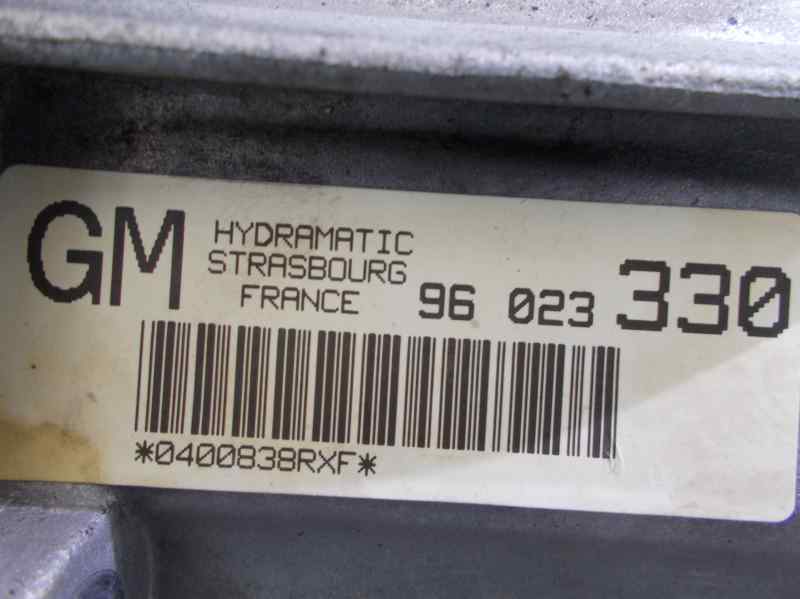 GM
HYDRAMATIC
STRASBOURG
FRANCE
96 023 330
*0400838RXF*